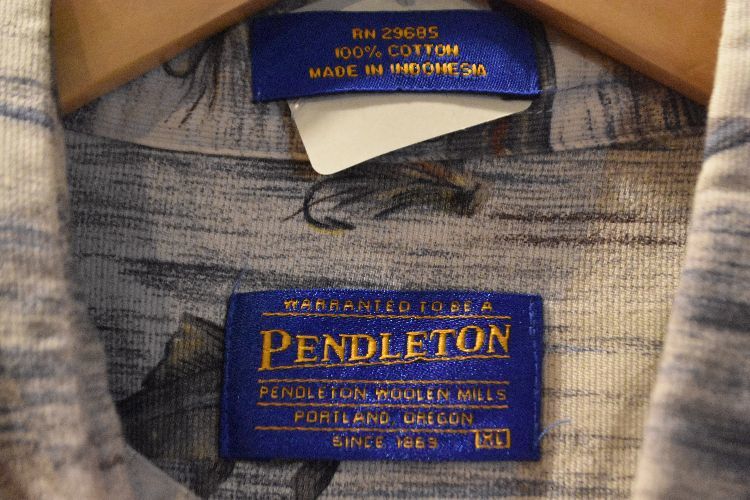 RN 29685
100% COTTON
MADE IN INDONESIA
WARRANTED TO BE A
PENDLETON
PENDLETON WOOLEN MILLS
PORTLAND, OREGON
SINCE 1863 XL